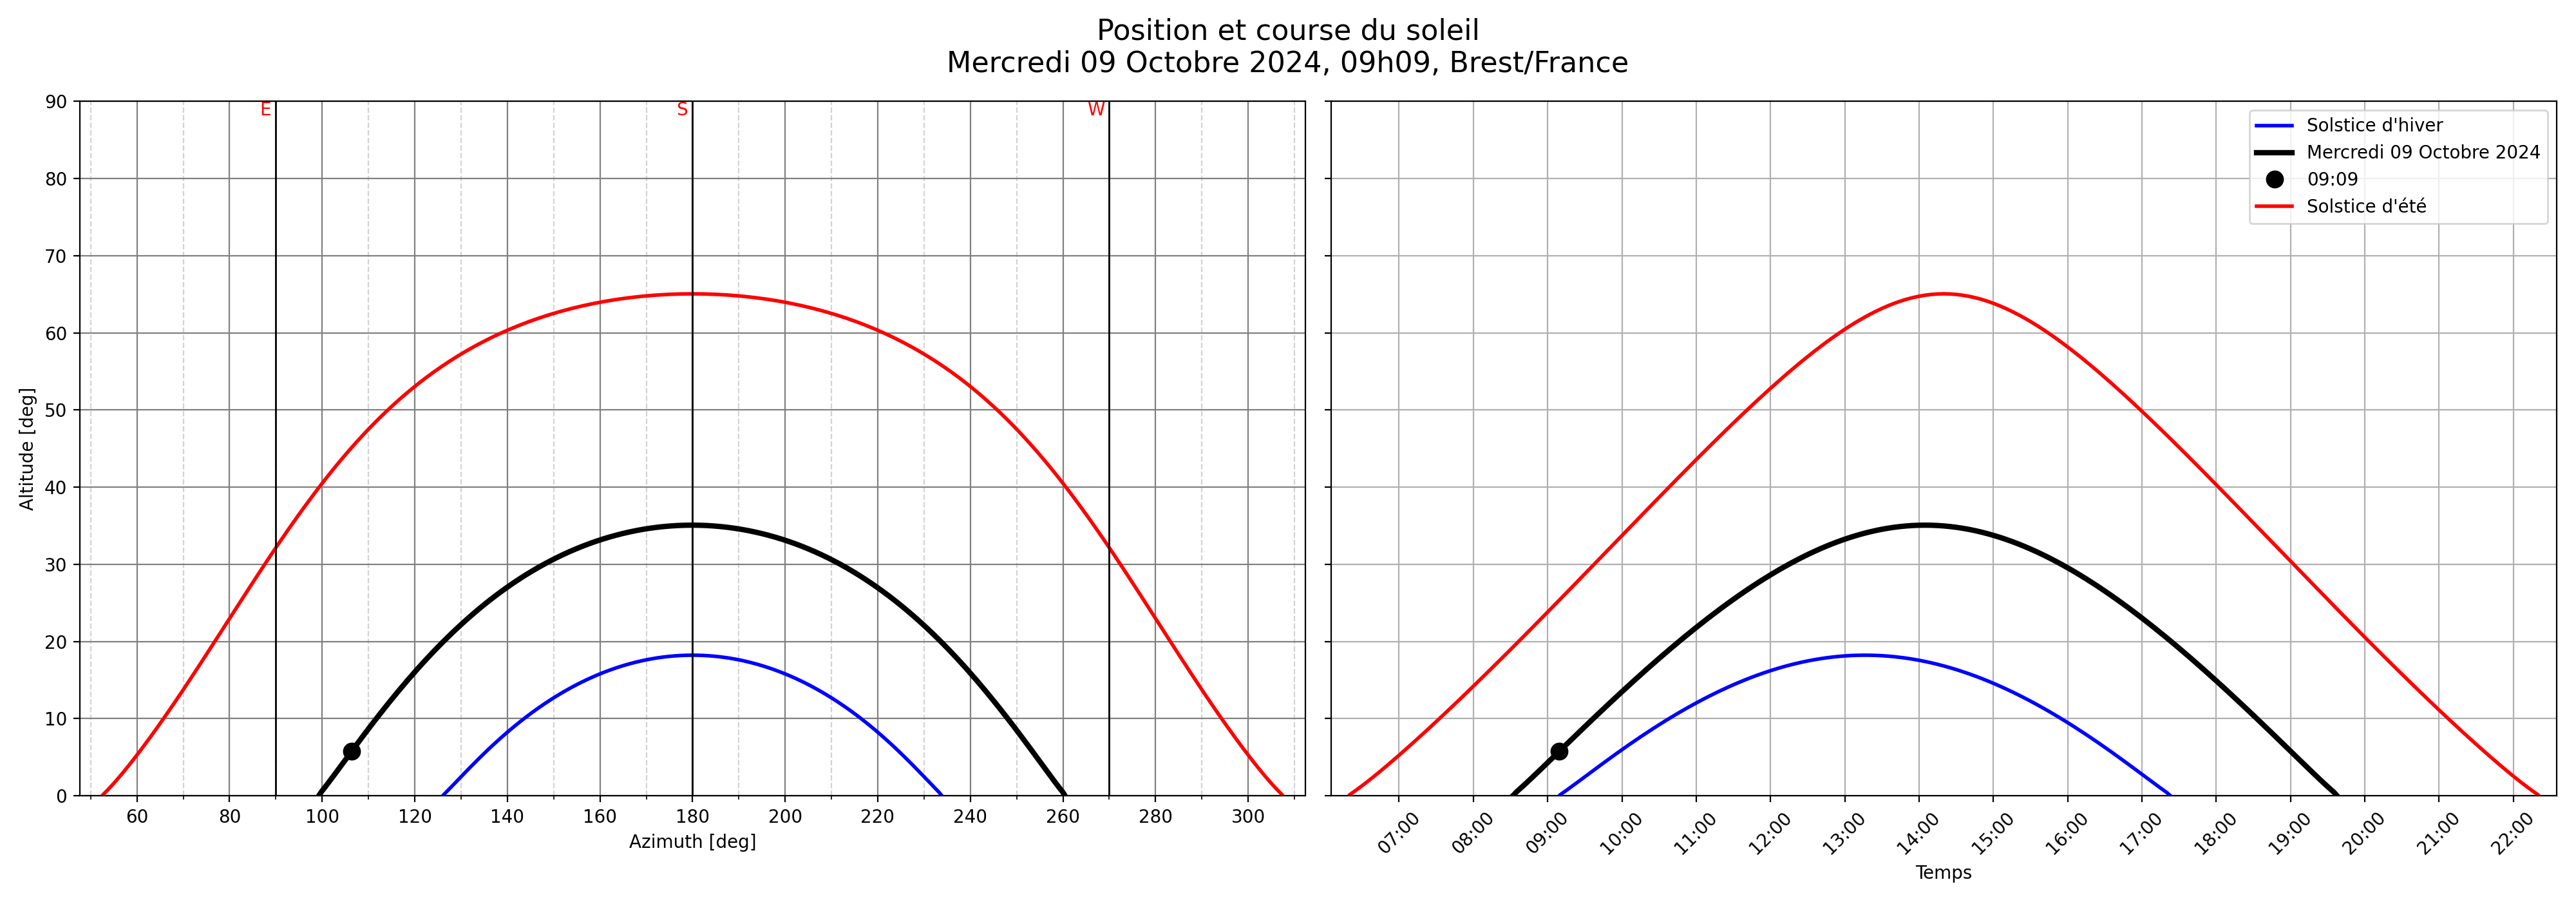 Position et course du soleil
Mercredi 09 Octobre 2024, 09h09, Brest/France
E
S
W
90
80
70
60
50
40
30
20
10
0
Altitude [deg]
60 80 100 120 140 160 180 200 220 240 260 280 300
Azimuth [deg]
Solstice d'hiver
Mercredi 09 Octobre 2024
09:09
Solstice d'été
07:00 08:00 09:00 10:00 11:00 12:00 13:00 14:00 15:00 16:00 17:00 18:00 19:00 20:00 21:00 22:00
Temps